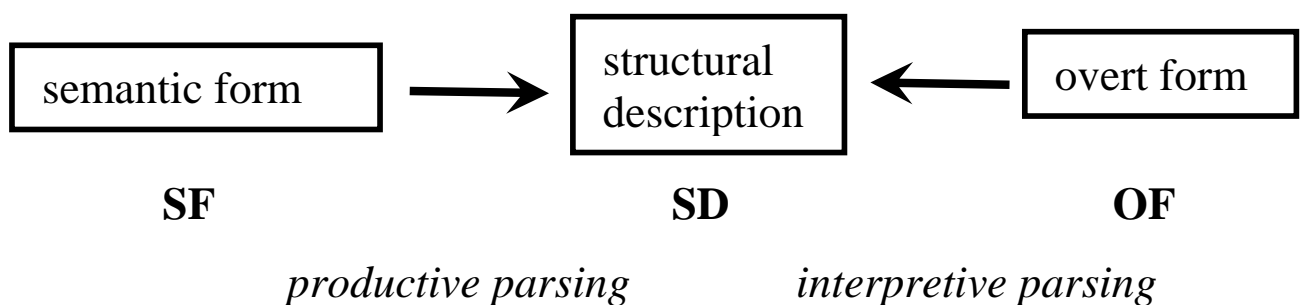 semantic form
structural
description
overt form
SF SD OF
productive parsing interpretive parsing